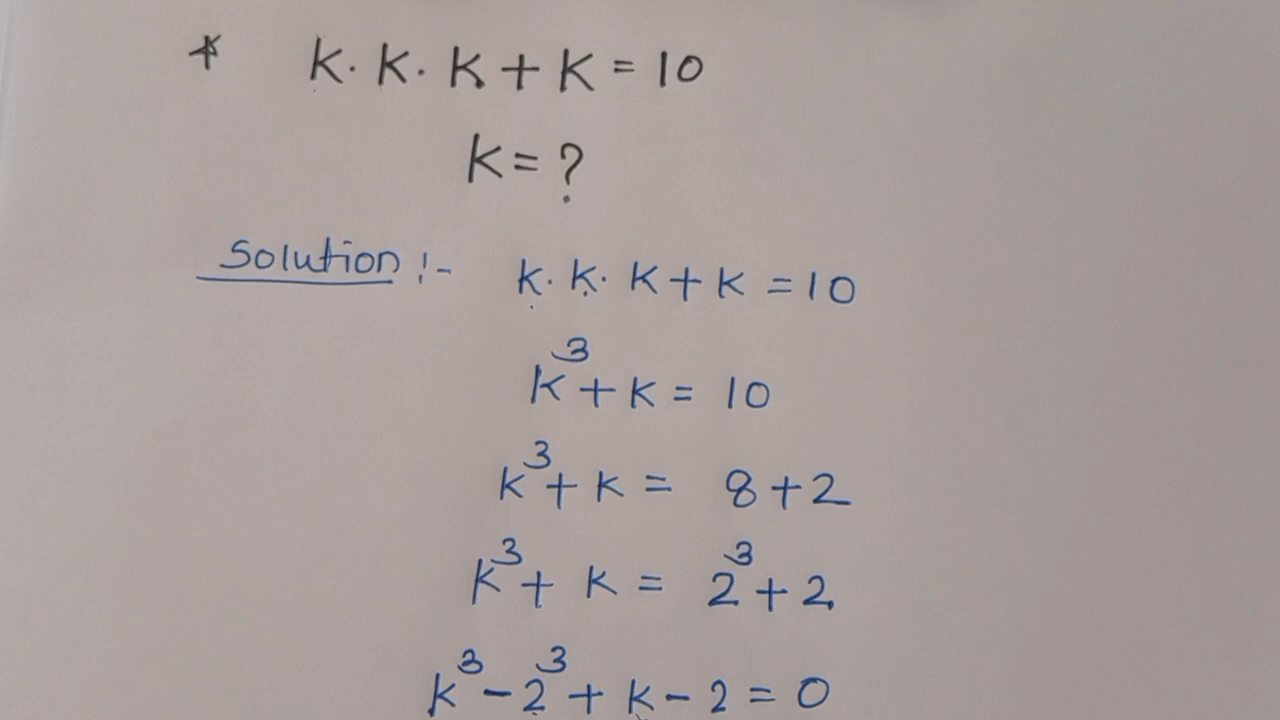 * K. K. K + K = 10
K = ?
Solution :- K. K. K + K = 10
K³ + K = 10
K³ + K = 8 + 2
K³ + K = 2³ + 2
K³ - 2³ + K - 2 = 0